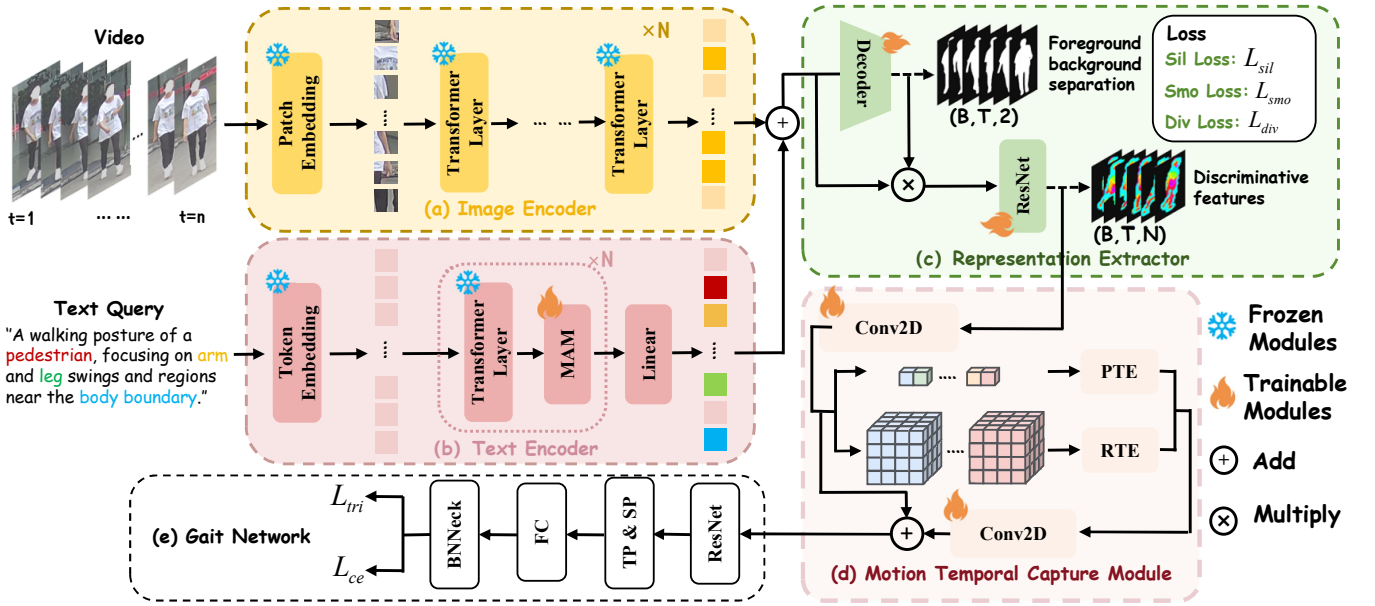 Video
t=1
... ...
t=n
Patch
Embedding
....
Transformer
Layer
... ...
Transformer
Layer
×N
....
(a) Image Encoder
Text Query
"A walking posture of a
pedestrian, focusing on arm
and leg swings and regions
near the body boundary."
Token
Embedding
....
Transformer
Layer
MAM
×N
Linear
....
(b) Text Encoder
+
Decoder
Foreground
background
separation
(B,T,2)
Loss
Sil Loss: L_sil
Smo Loss: L_smo
Div Loss: L_div
×
ResNet
Discriminative
features
(B,T,N)
(c) Representation Extractor
Conv2D
....
PTE
....
RTE
Conv2D
+
(d) Motion Temporal Capture Module
Frozen
Modules
Trainable
Modules
+ Add
× Multiply
(e) Gait Network
L_tri
L_ce
BNNeck
FC
TP & SP
ResNet